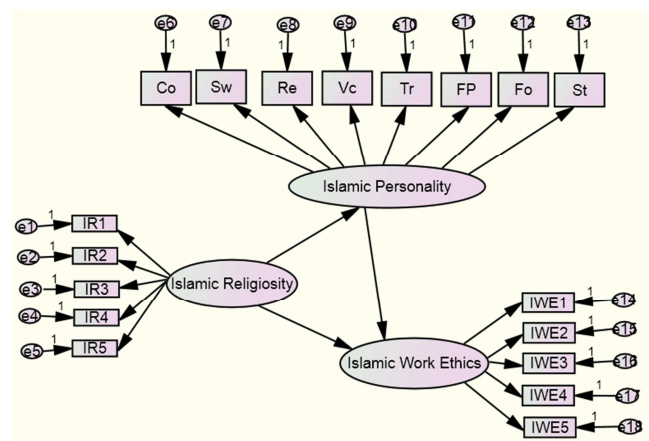 e6 e7 e8 e9 e10 e11 e12 e13
1 1 1 1 1 1 1 1
Co Sw Re Vc Tr FP Fo St
Islamic Personality
e1 1 IR1
e2 1 IR2
e3 1 IR3
e4 1 IR4
e5 1 IR5
Islamic Religiosity
Islamic Work Ethics
IWE1 1 e14
IWE2 1 e15
IWE3 1 e16
IWE4 1 e17
IWE5 1 e18